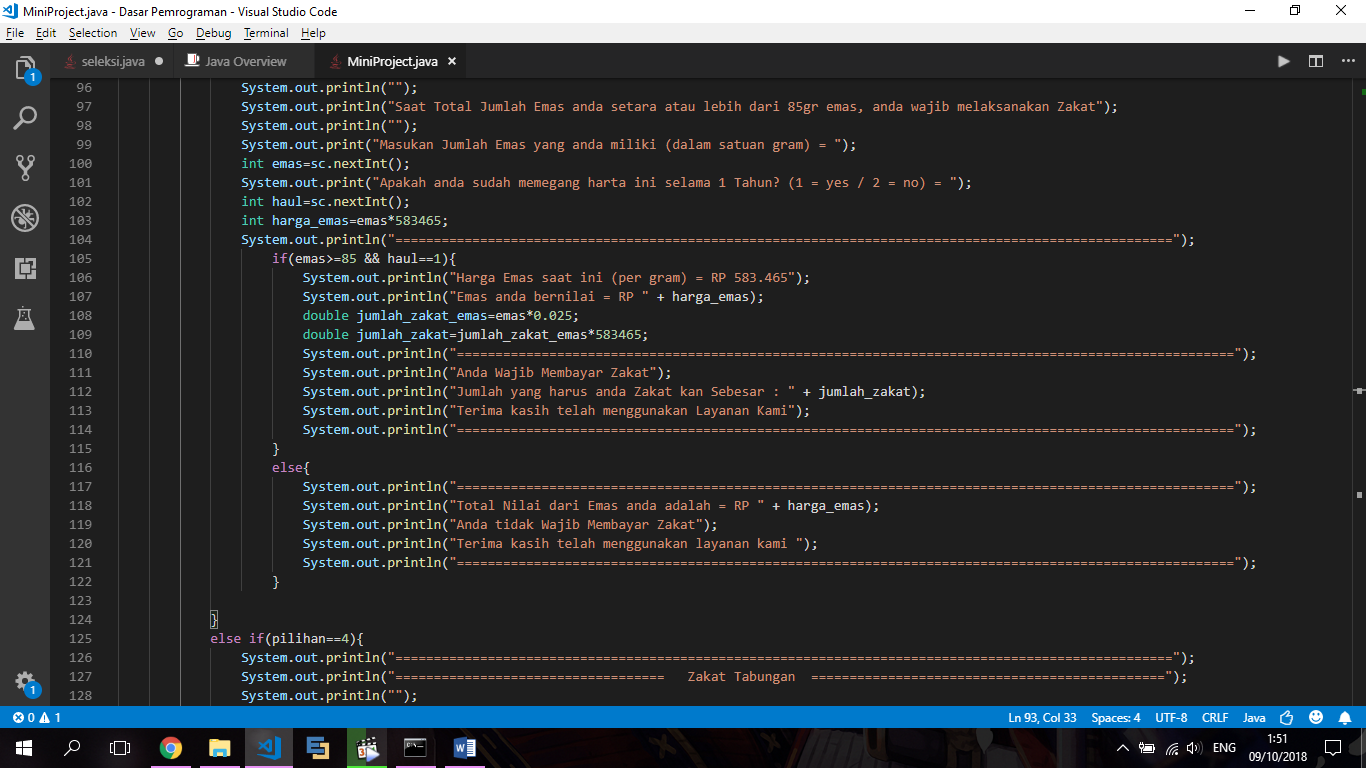 MiniProject.java - Dasar Pemrograman - Visual Studio Code
File Edit Selection View Go Debug Terminal Help
seleksi.java Java Overview MiniProject.java
96 System.out.println("");
97 System.out.println("Saat Total Jumlah Emas anda setara atau lebih dari 85gr emas, anda wajib melaksanakan Zakat");
98 System.out.println("");
99 System.out.print("Masukan Jumlah Emas yang anda miliki (dalam satuan gram) = ");
100 int emas=sc.nextInt();
101 System.out.print("Apakah anda sudah memegang harta ini selama 1 Tahun? (1 = yes / 2 = no) = ");
102 int haul=sc.nextInt();
103 int harga_emas=emas*583465;
104 System.out.println("=====================================================================================================");
105 if(emas>=85 && haul==1){
106 System.out.println("Harga Emas saat ini (per gram) = RP 583.465");
107 System.out.println("Emas anda bernilai = RP " + harga_emas);
108 double jumlah_zakat_emas=emas*0.025;
109 double jumlah_zakat=jumlah_zakat_emas*583465;
110 System.out.println("=====================================================================================================");
111 System.out.println("Anda Wajib Membayar Zakat");
112 System.out.println("Jumlah yang harus anda Zakat kan Sebesar : " + jumlah_zakat);
113 System.out.println("Terima kasih telah menggunakan Layanan Kami");
114 System.out.println("=====================================================================================================");
115 }
116 else{
117 System.out.println("=====================================================================================================");
118 System.out.println("Total Nilai dari Emas anda adalah = RP " + harga_emas);
119 System.out.println("Anda tidak Wajib Membayar Zakat");
120 System.out.println("Terima kasih telah menggunakan layanan kami ");
121 System.out.println("=====================================================================================================");
122 }
123
124 }
125 else if(pilihan==4){
126 System.out.println("=====================================================================================================");
127 System.out.println("===================================   Zakat Tabungan  ==============================================");
128 System.out.println("");
1
1
0 1 Ln 93, Col 33 Spaces: 4 UTF-8 CRLF Java
ENG 1:51
09/10/2018